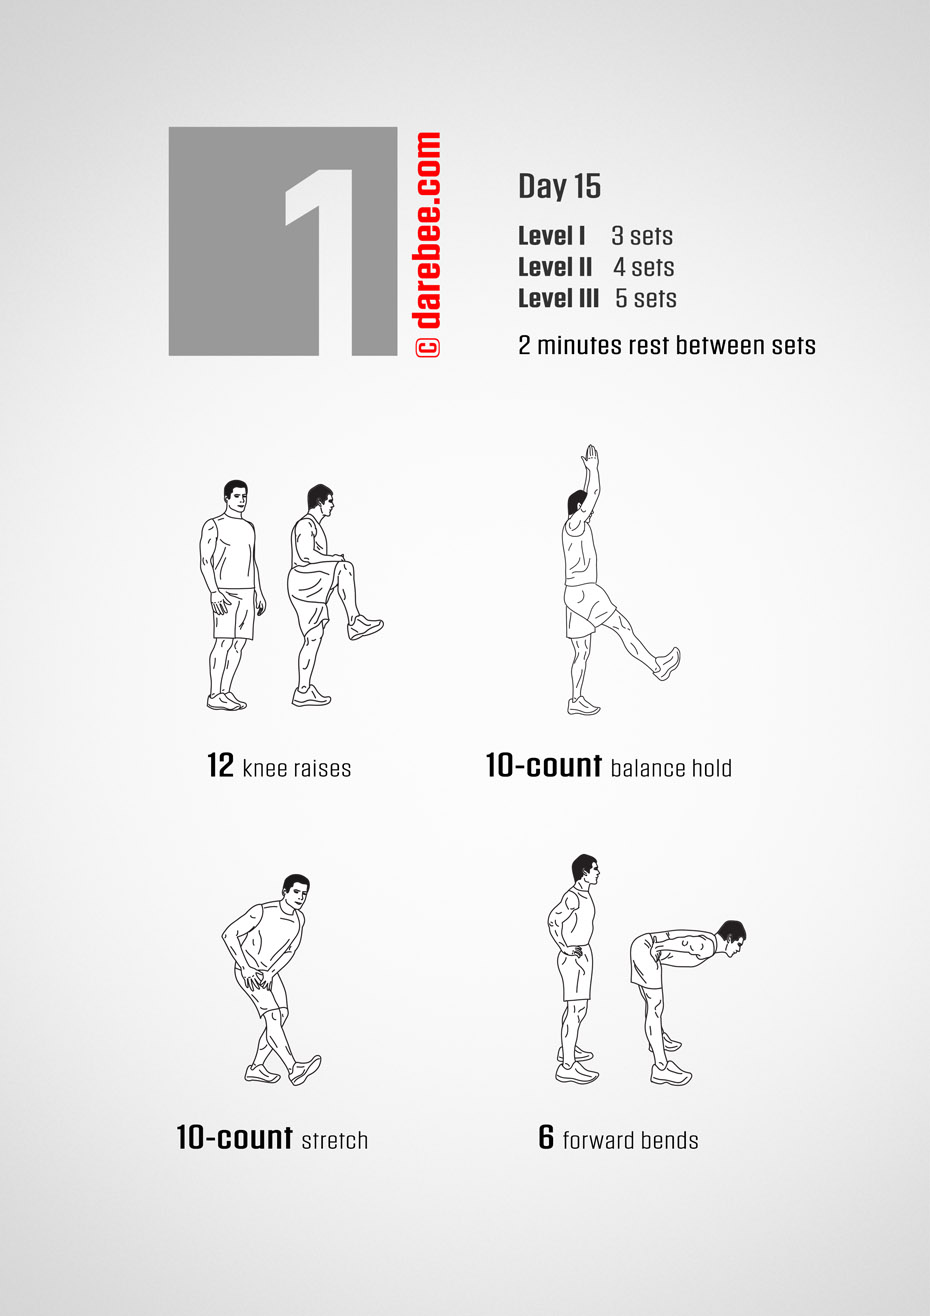 1
© darebee.com
Day 15
Level I 3 sets
Level II 4 sets
Level III 5 sets
2 minutes rest between sets
12 knee raises
10-count balance hold
10-count stretch
6 forward bends